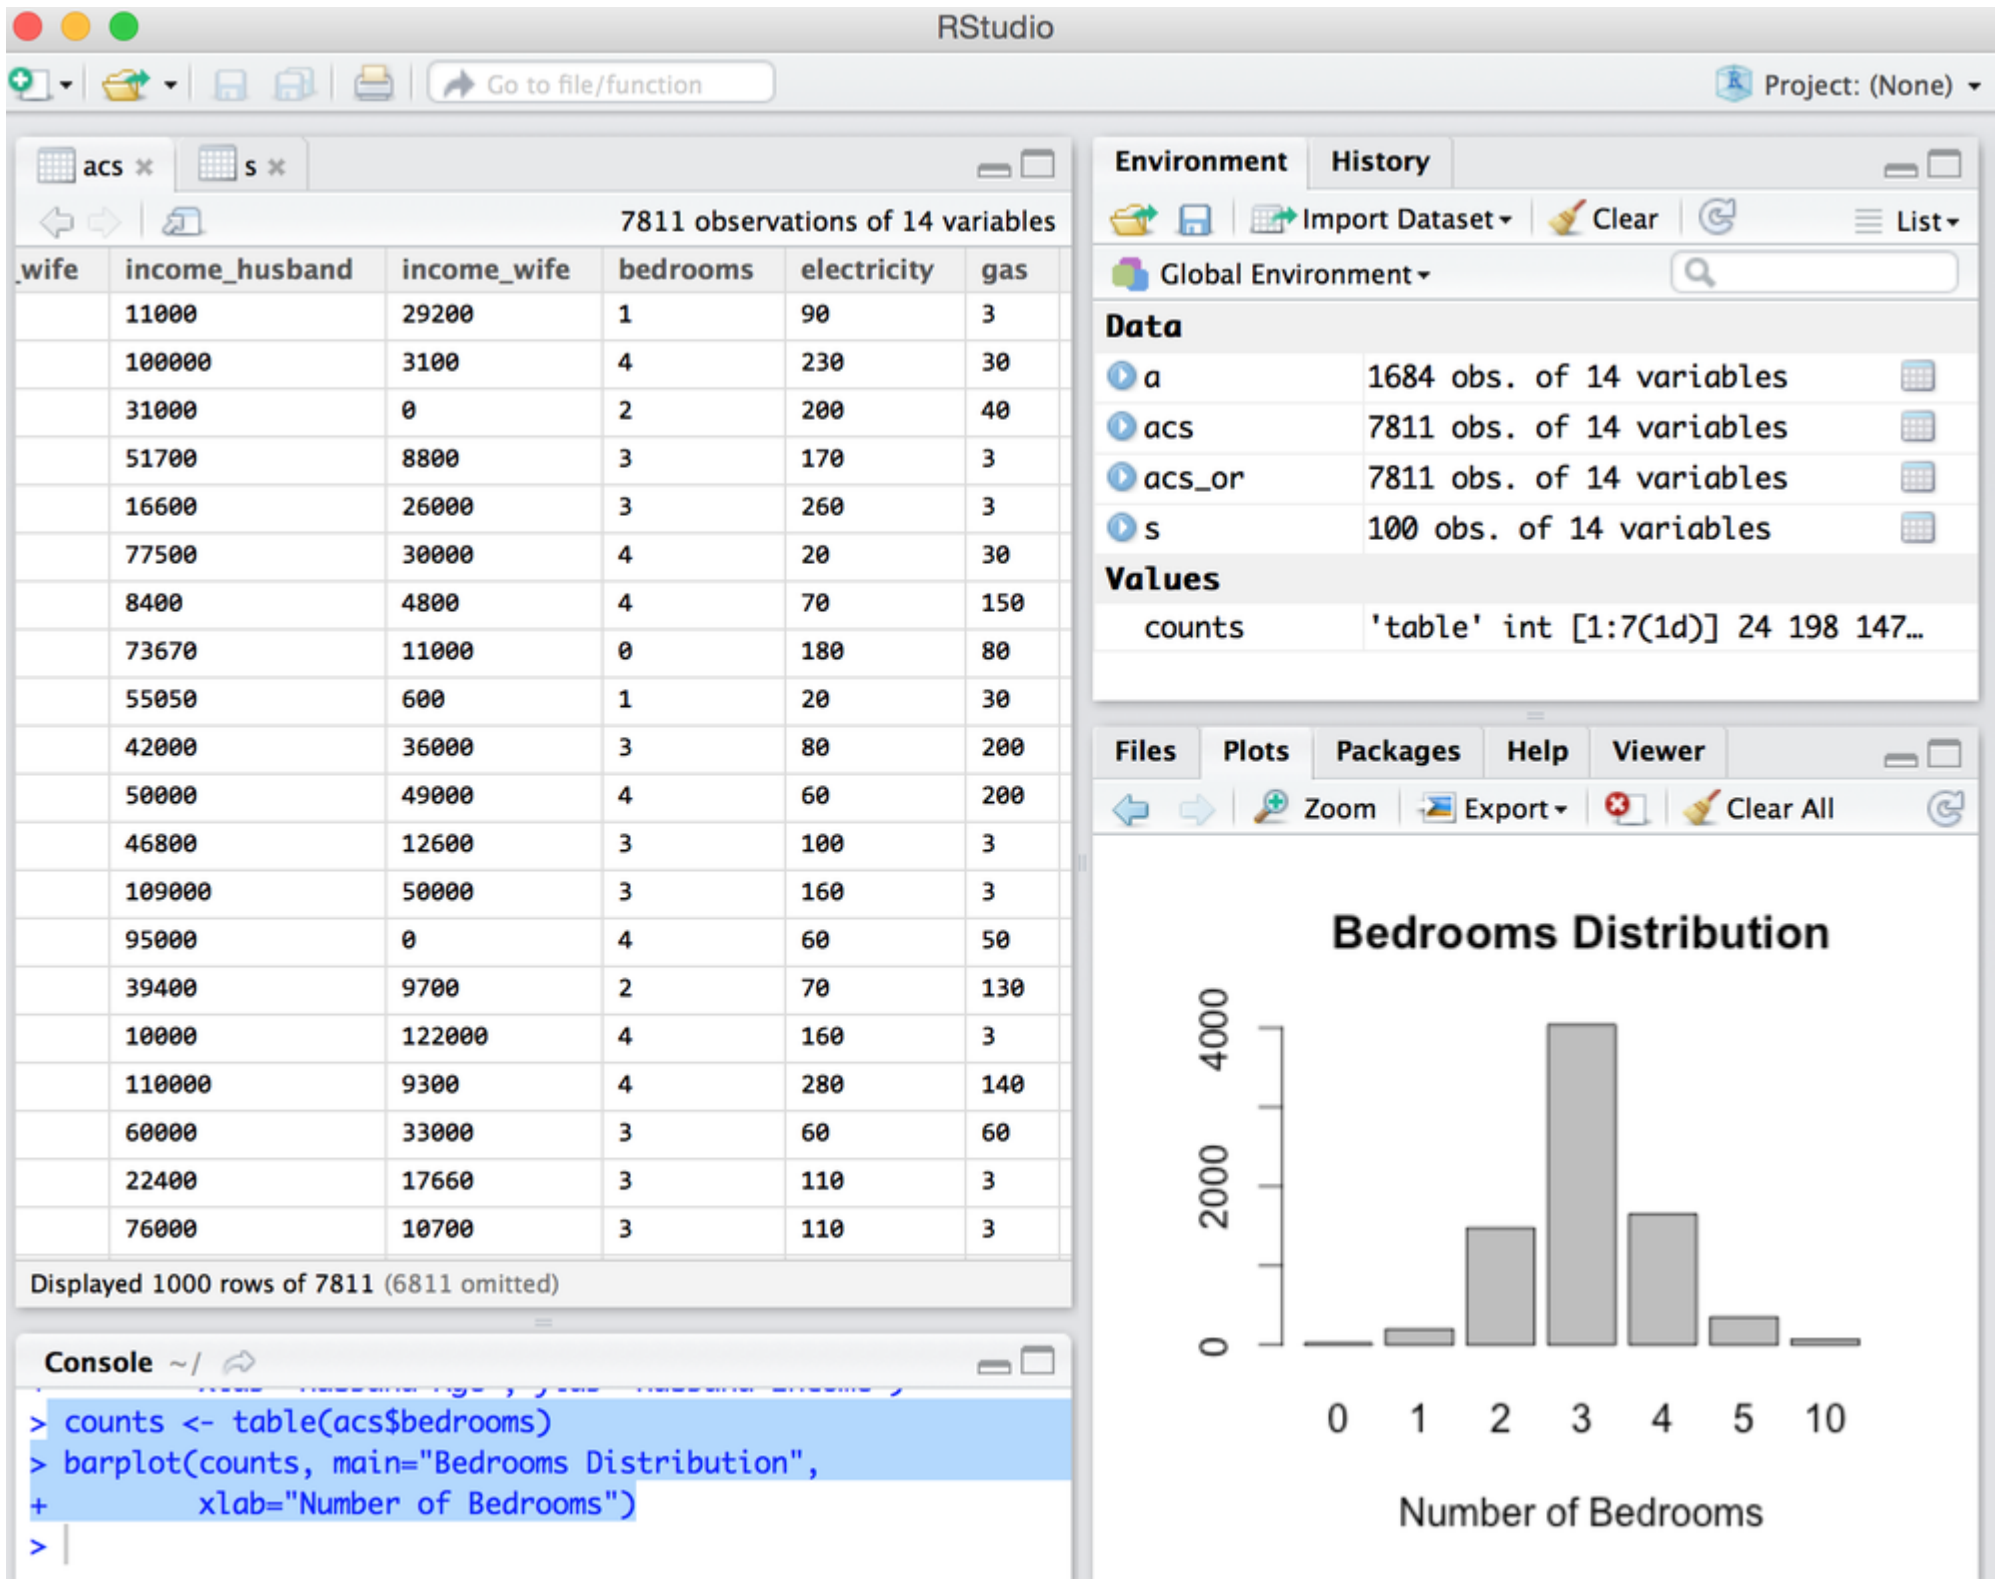 RStudio
Go to file/function
Project: (None)
acs
s
7811 observations of 14 variables
_wife income_husband income_wife bedrooms electricity gas
11000 29200 1 90 3
100000 3100 4 230 30
31000 0 2 200 40
51700 8800 3 170 3
16600 26000 3 260 3
77500 30000 4 20 30
8400 4800 4 70 150
73670 11000 0 180 80
55050 600 1 20 30
42000 36000 3 80 200
50000 49000 4 60 200
46800 12600 3 100 3
109000 50000 3 160 3
95000 0 4 60 50
39400 9700 2 70 130
10000 122000 4 160 3
110000 9300 4 280 140
60000 33000 3 60 60
22400 17660 3 110 3
76000 10700 3 110 3
Displayed 1000 rows of 7811 (6811 omitted)
Console ~/
> counts <- table(acs$bedrooms)
> barplot(counts, main="Bedrooms Distribution",
+ xlab="Number of Bedrooms")
>
Environment History
Import Dataset Clear List
Global Environment
Data
a 1684 obs. of 14 variables
acs 7811 obs. of 14 variables
acs_or 7811 obs. of 14 variables
s 100 obs. of 14 variables
Values
counts 'table' int [1:7(1d)] 24 198 147…
Files Plots Packages Help Viewer
Zoom Export Clear All
Bedrooms Distribution
4000
2000
0
0 1 2 3 4 5 10
Number of Bedrooms